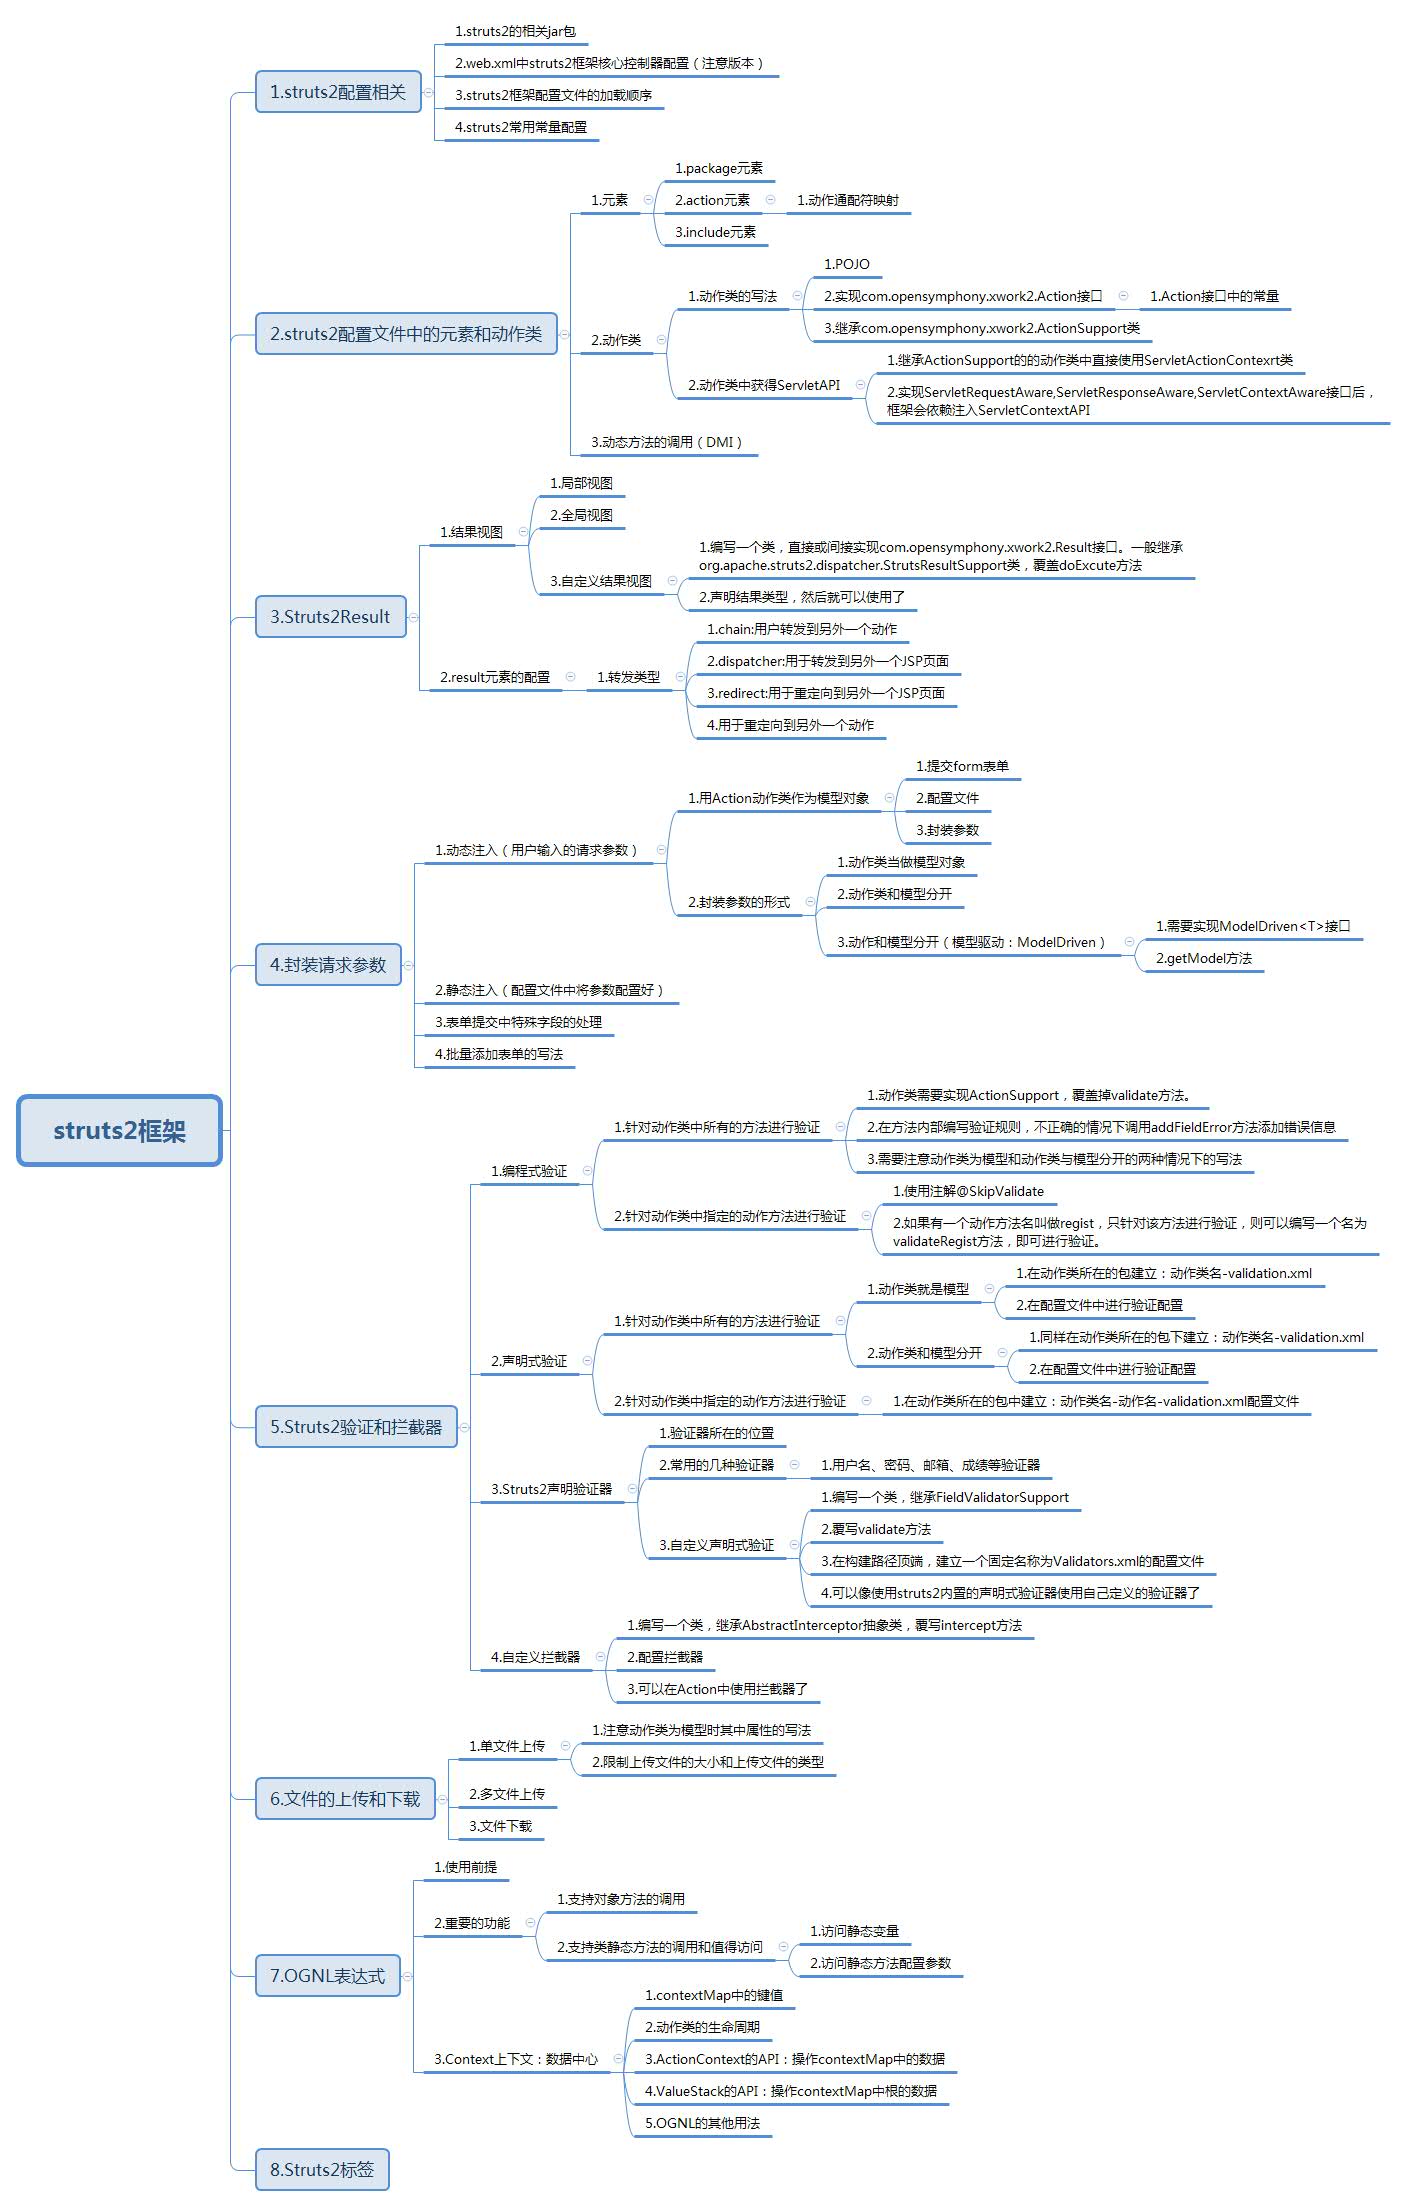 struts2框架
1.struts2配置相关
1.struts2的相关jar包
2.web.xml中struts2框架核心控制器配置（注意版本）
3.struts2框架配置文件的加载顺序
4.struts2常用常量配置
2.struts2配置文件中的元素和动作类
1.元素
1.package元素
2.action元素
1.动作通配符映射
3.include元素
2.动作类
1.动作类的写法
1.POJO
2.实现com.opensymphony.xwork2.Action接口
1.Action接口中的常量
3.继承com.opensymphony.xwork2.ActionSupport类
2.动作类中获得ServletAPI
1.继承ActionSupport的的动作类中直接使用ServletActionContexrt类
2.实现ServletRequestAware,ServletResponseAware,ServletContextAware接口后，
框架会依赖注入ServletContextAPI
3.动态方法的调用（DMI）
3.Struts2Result
1.结果视图
1.局部视图
2.全局视图
3.自定义结果视图
1.编写一个类，直接或间接实现com.opensymphony.xwork2.Result接口。一般继承
org.apache.struts2.dispatcher.StrutsResultSupport类，覆盖doExcute方法
2.声明结果类型，然后就可以使用了
2.result元素的配置
1.转发类型
1.chain:用户转发到另外一个动作
2.dispatcher:用于转发到另外一个JSP页面
3.redirect:用于重定向到另外一个JSP页面
4.用于重定向到另外一个动作
4.封装请求参数
1.动态注入（用户输入的请求参数）
1.用Action动作类作为模型对象
1.提交form表单
2.配置文件
3.封装参数
2.封装参数的形式
1.动作类当做模型对象
2.动作类和模型分开
3.动作和模型分开（模型驱动：ModelDriven）
1.需要实现ModelDriven<T>接口
2.getModel方法
2.静态注入（配置文件中将参数配置好）
3.表单提交中特殊字段的处理
4.批量添加表单的写法
5.Struts2验证和拦截器
1.编程式验证
1.针对动作类中所有的方法进行验证
1.动作类需要实现ActionSupport，覆盖掉validate方法。
2.在方法内部编写验证规则，不正确的情况下调用addFieldError方法添加错误信息
3.需要注意动作类为模型和动作类与模型分开的两种情况下的写法
2.针对动作类中指定的动作方法进行验证
1.使用注解@SkipValidate
2.如果有一个动作方法名叫做regist，只针对该方法进行验证，则可以编写一个名为
validateRegist方法，即可进行验证。
2.声明式验证
1.针对动作类中所有的方法进行验证
1.动作类就是模型
1.在动作类所在的包建立：动作类名-validation.xml
2.在配置文件中进行验证配置
2.动作类和模型分开
1.同样在动作类所在的包下建立：动作类名-validation.xml
2.在配置文件中进行验证配置
2.针对动作类中指定的动作方法进行验证
1.在动作类所在的包中建立：动作类名-动作名-validation.xml配置文件
3.Struts2声明验证器
1.验证器所在的位置
2.常用的几种验证器
1.用户名、密码、邮箱、成绩等验证器
3.自定义声明式验证
1.编写一个类，继承FieldValidatorSupport
2.覆写validate方法
3.在构建路径顶端，建立一个固定名称为Validators.xml的配置文件
4.可以像使用struts2内置的声明式验证器使用自己定义的验证器了
4.自定义拦截器
1.编写一个类，继承AbstractInterceptor抽象类，覆写intercept方法
2.配置拦截器
3.可以在Action中使用拦截器了
6.文件的上传和下载
1.单文件上传
1.注意动作类为模型时其中属性的写法
2.限制上传文件的大小和上传文件的类型
2.多文件上传
3.文件下载
7.OGNL表达式
1.使用前提
2.重要的功能
1.支持对象方法的调用
2.支持类静态方法的调用和值得访问
1.访问静态变量
2.访问静态方法配置参数
3.Context上下文：数据中心
1.contextMap中的键值
2.动作类的生命周期
3.ActionContext的API：操作contextMap中的数据
4.ValueStack的API：操作contextMap中根的数据
5.OGNL的其他用法
8.Struts2标签